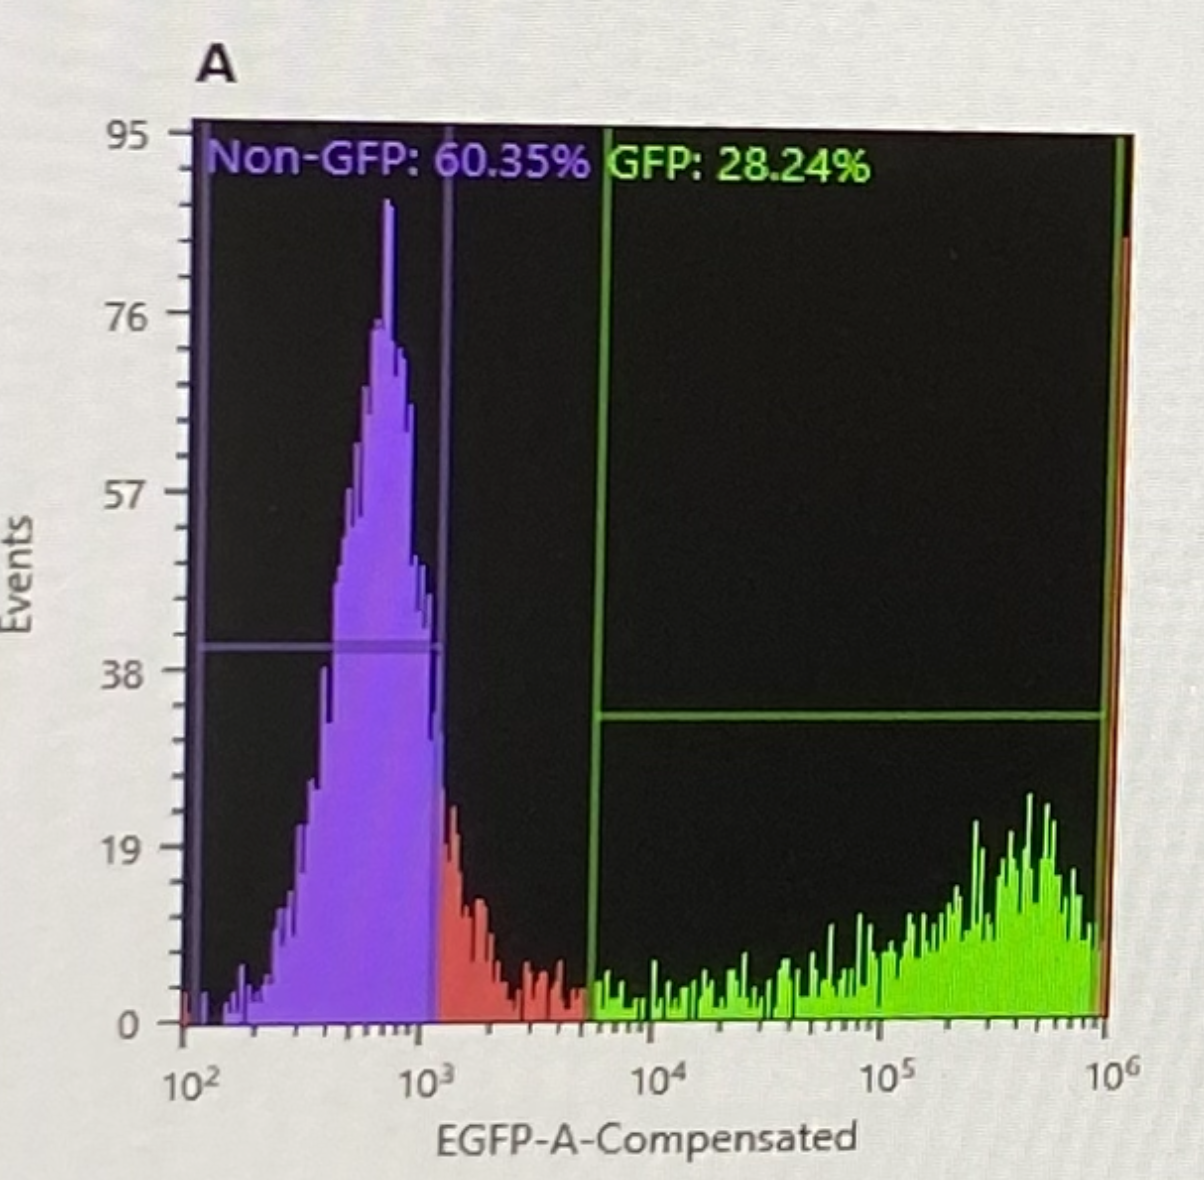 A
95
Non-GFP: 60.35% GFP: 28.24%
76
57
Events
38
19
0
10² 10³ 10⁴ 10⁵ 10⁶
EGFP-A-Compensated